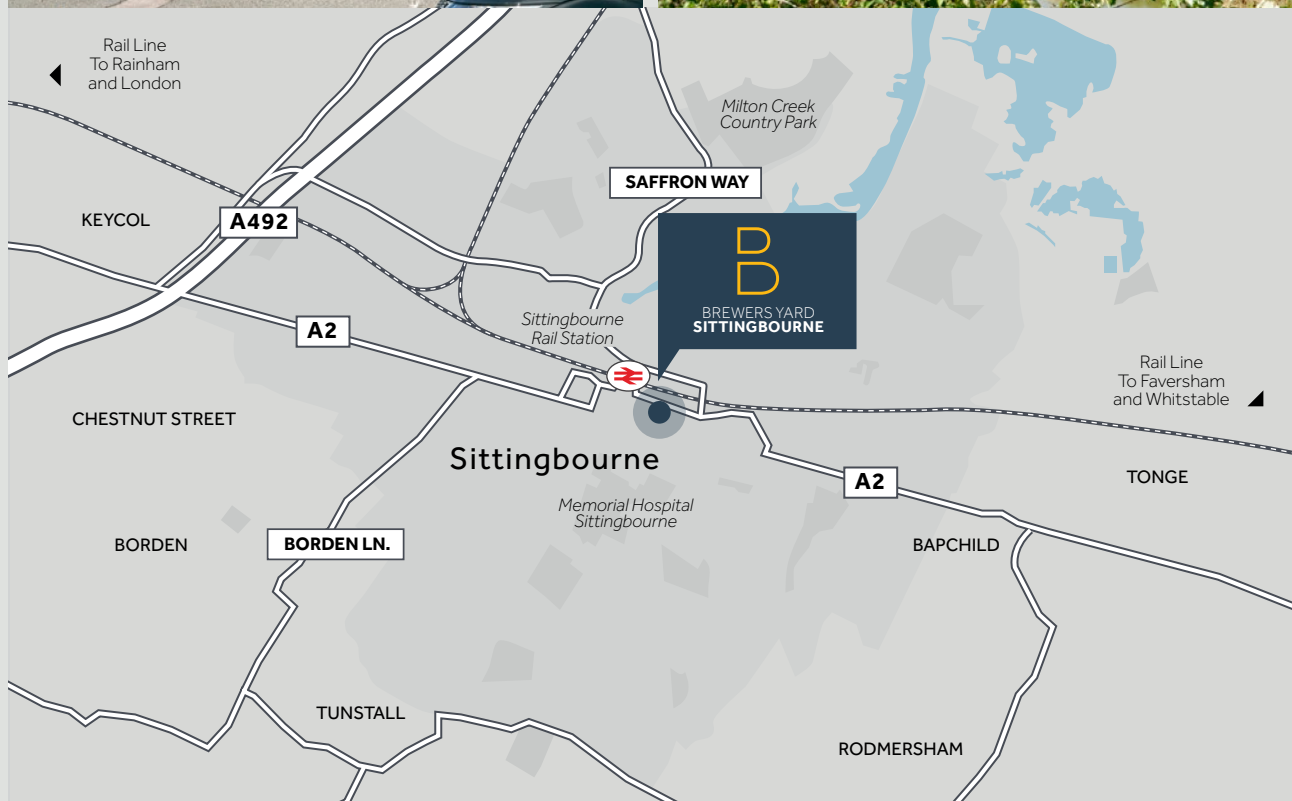 Rail Line
To Rainham
and London
Milton Creek
Country Park
SAFFRON WAY
KEYCOL
A492
B
B
BREWERS YARD
SITTINGBOURNE
Sittingbourne
Rail Station
A2
Rail Line
To Faversham
and Whitstable
CHESTNUT STREET
Sittingbourne
TONGE
A2
Memorial Hospital
Sittingbourne
BORDEN
BORDEN LN.
BAPCHILD
TUNSTALL
RODMERSHAM